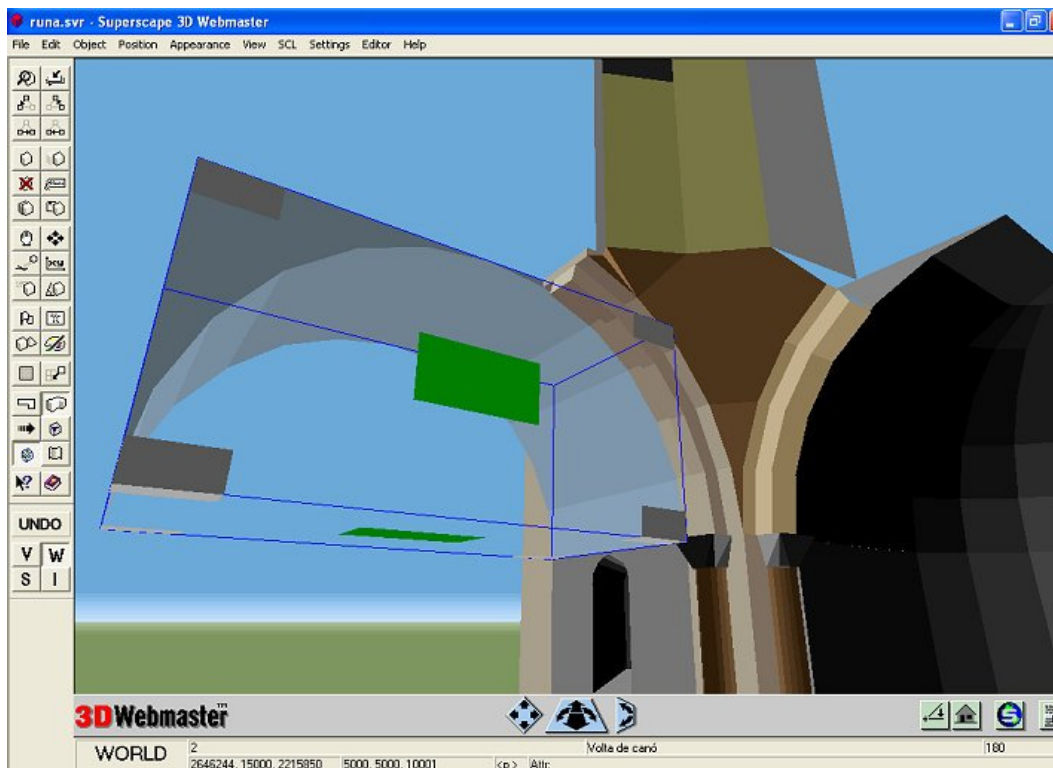 runa.svr - Superscape 3D Webmaster
File Edit Object Position Appearance View SCL Settings Editor Help
UNDO
V W
S I
3D Webmaster™
WORLD
2 Volta de canó 180
2646244, 15000, 2215850 5000, 5000, 10001 <p> Attr: